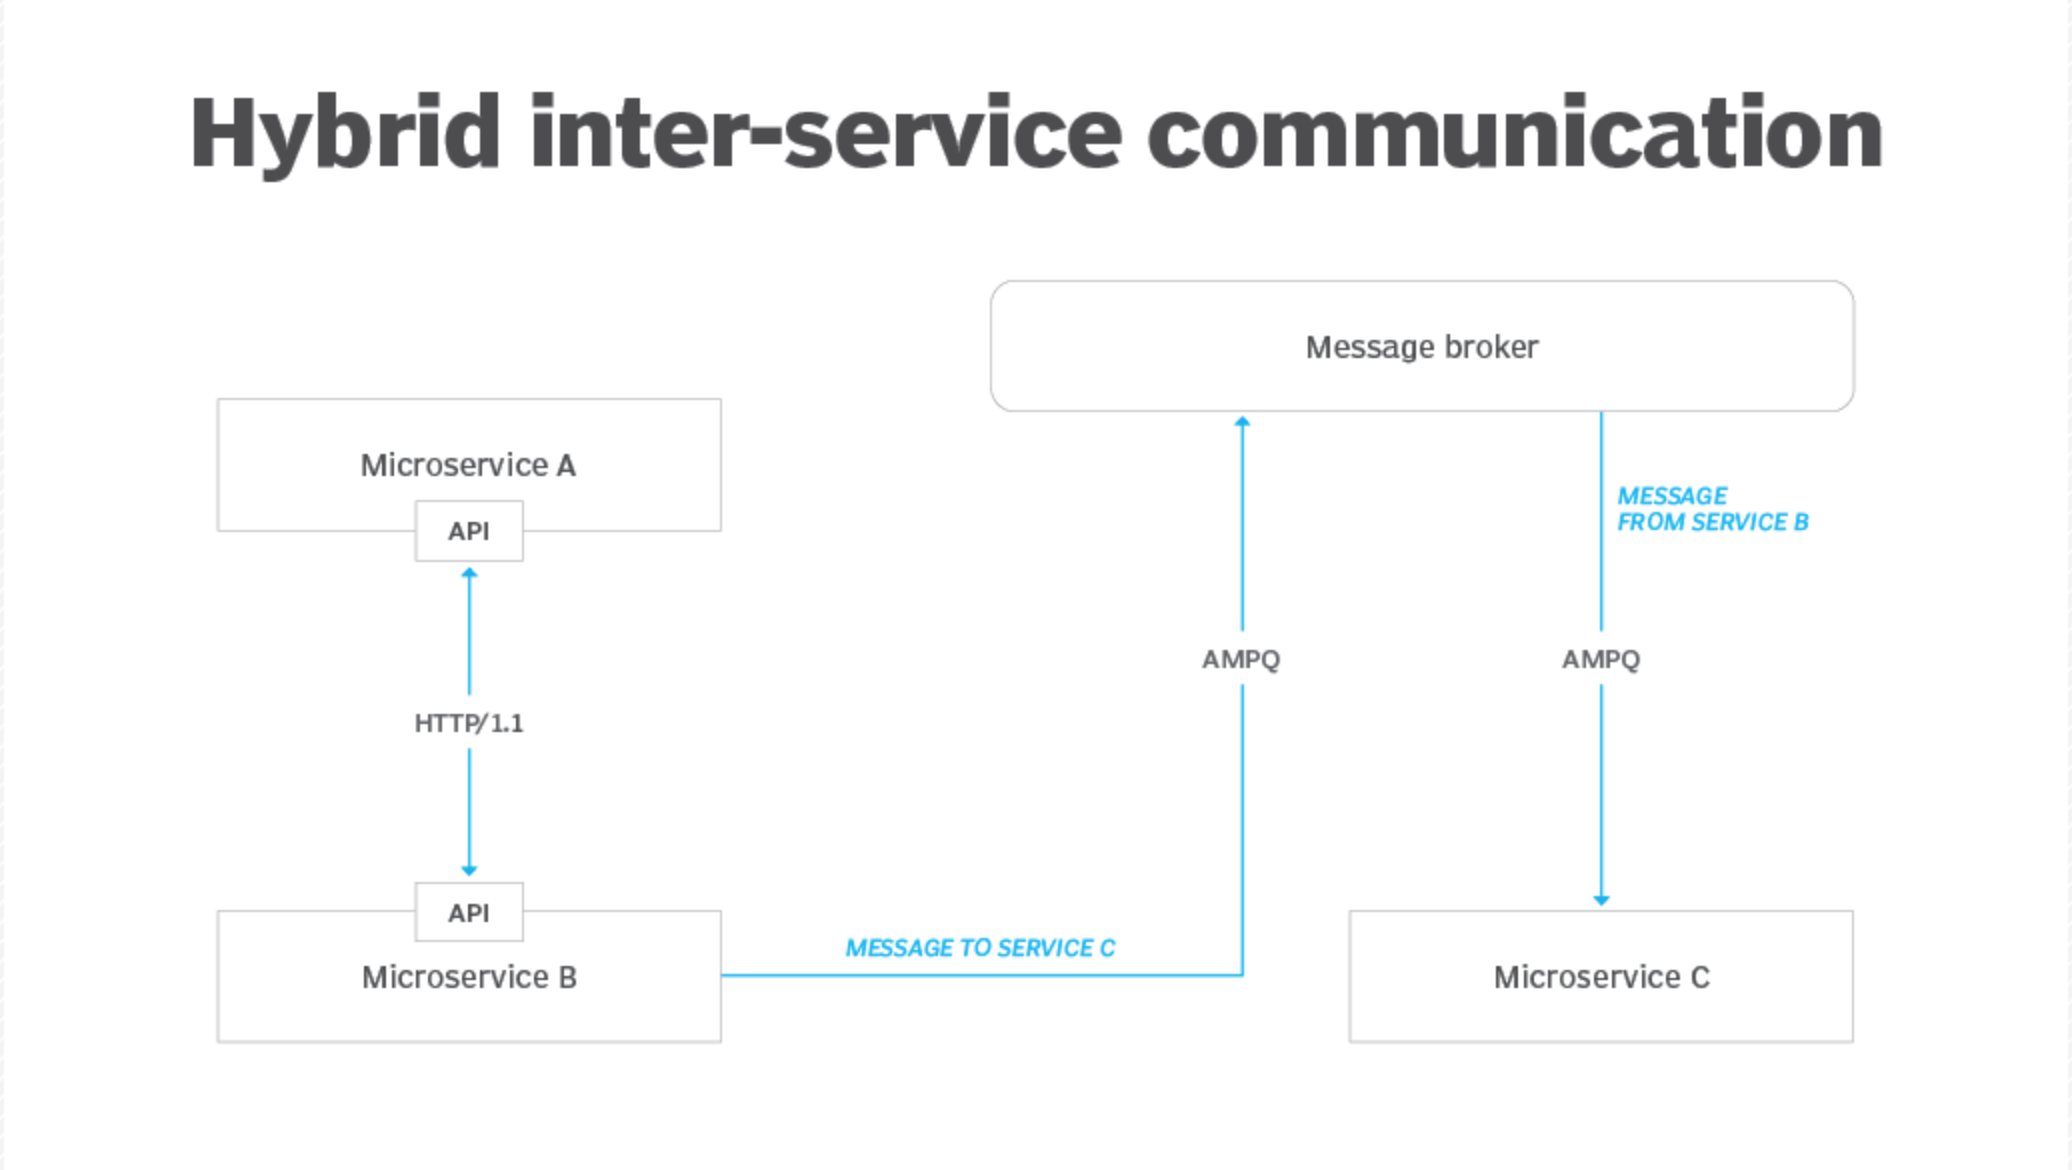 Hybrid inter-service communication
Message broker
Microservice A
API
MESSAGE
FROM SERVICE B
AMPQ
AMPQ
HTTP/1.1
API
MESSAGE TO SERVICE C
Microservice B
Microservice C